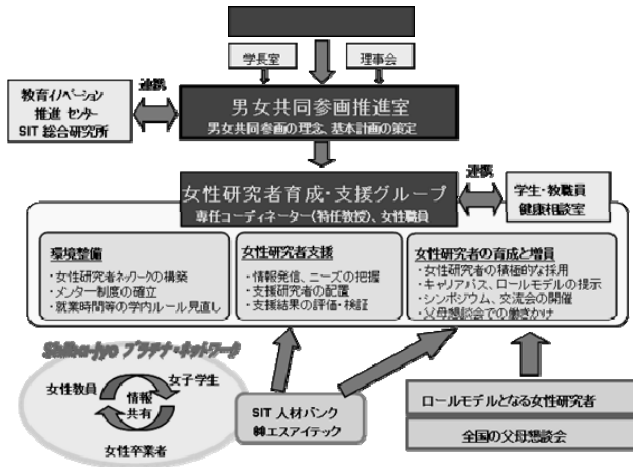 学長室
理事会
連携
教育イノベーション
推進 センター
SIT 総合研究所
男女共同参画推進室
男女共同参画の理念、基本計画の策定
連携
女性研究者育成・支援グループ
専任コーディネーター(特任教授)、女性職員
学生・教職員
健康相談室
環境整備
・女性研究者ネットワークの構築
・メンター制度の確立
・就業時間等の学内ルール見直し
女性研究者支援
・情報発信、ニーズの把握
・支援研究者の配置
・支援結果の評価・検証
女性研究者の育成と増員
・女性研究者の積極的な採用
・キャリアパス、ロールモデルの提示
・シンポジウム、交流会の開催
・父母懇談会での働きかけ
Shiba-jyo プラチナ・ネットワーク
女性教員
女子学生
情報
共有
女性卒業者
SIT 人材バンク
㈱エスアイテック
ロールモデルとなる女性研究者
全国の父母懇談会